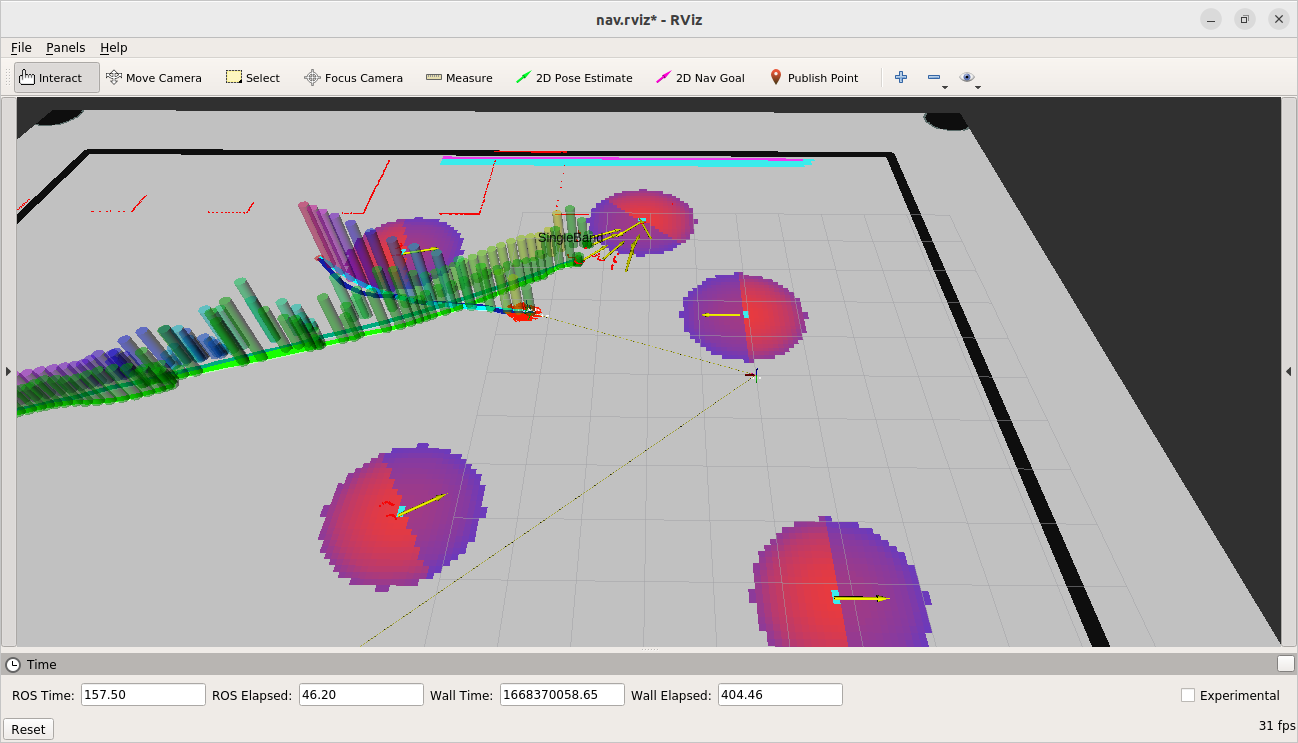 nav.rviz* - RViz
File Panels Help
Interact Move Camera Select Focus Camera Measure 2D Pose Estimate 2D Nav Goal Publish Point
SingleBand
Time
ROS Time: 157.50 ROS Elapsed: 46.20 Wall Time: 1668370058.65 Wall Elapsed: 404.46 Experimental
Reset 31 fps